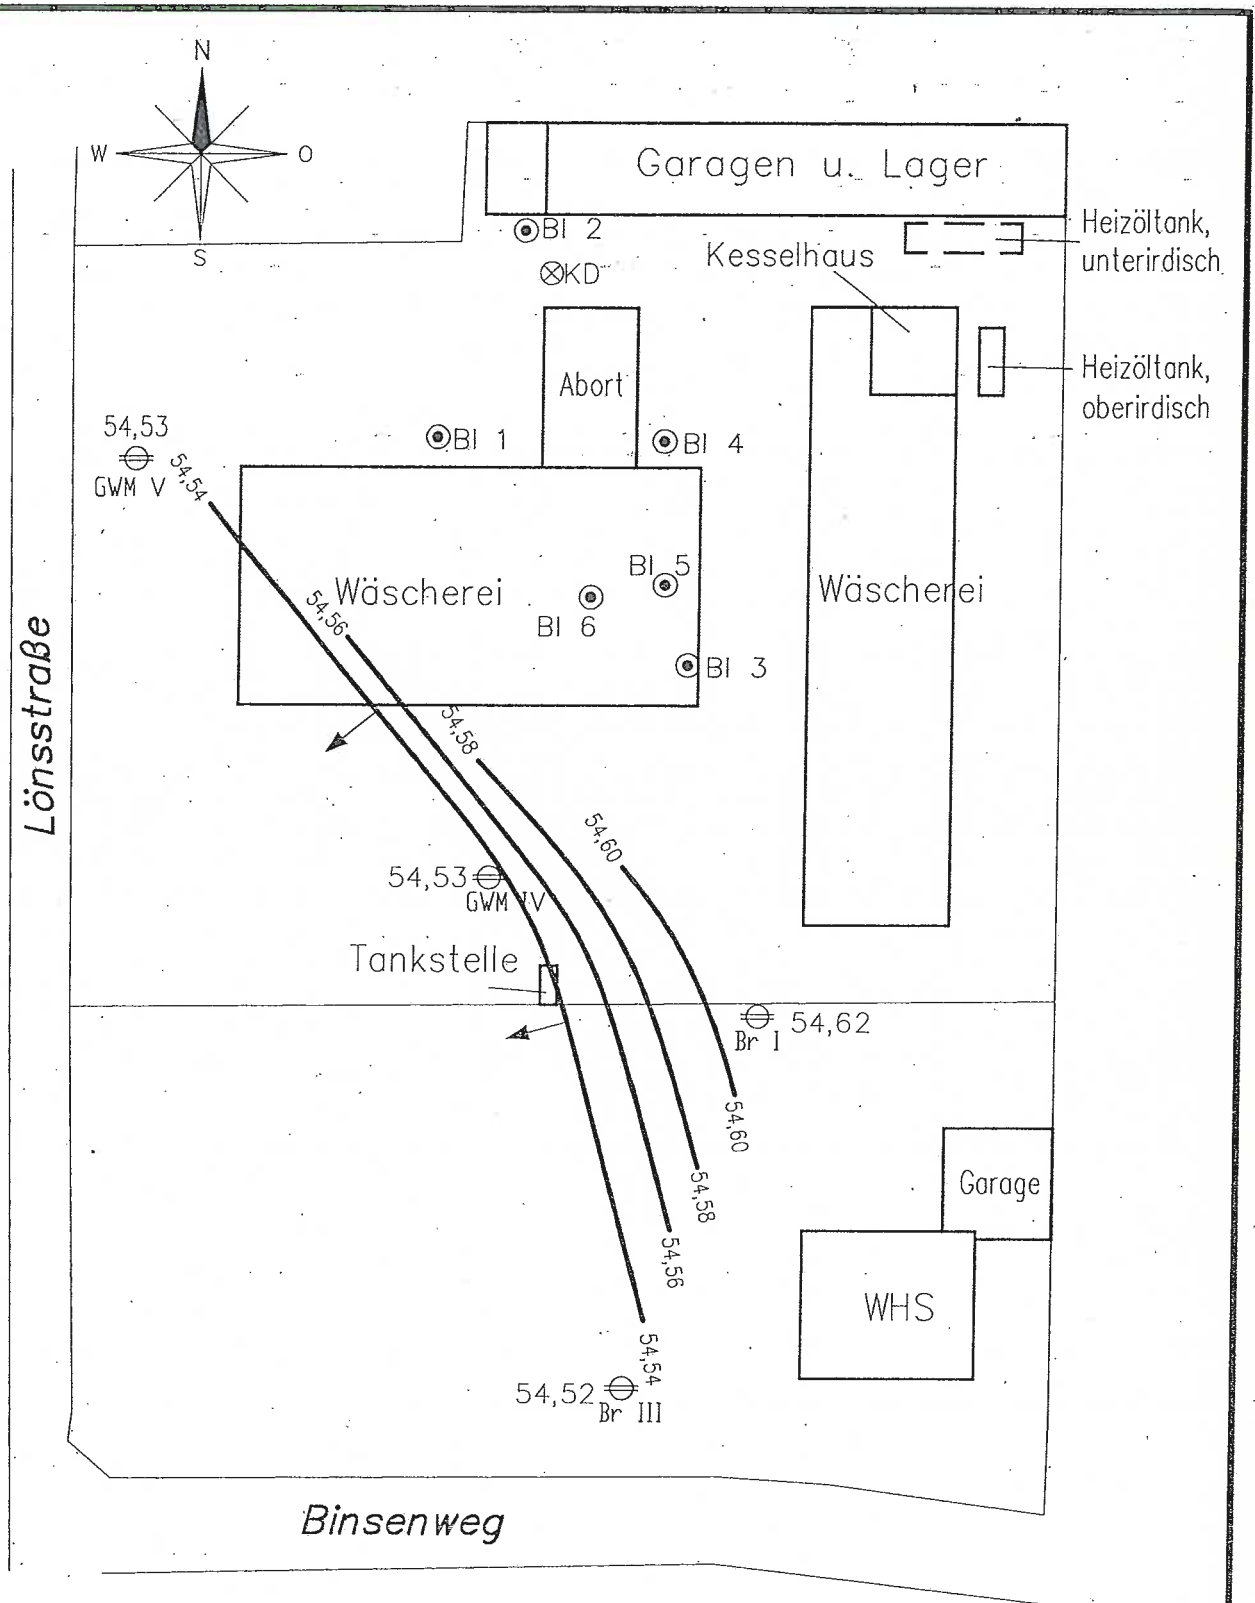 N
W
O
S
Garagen u. Lager
BI 2
KD
Kesselhaus
Heizöltank,
unterirdisch
Abort
Heizöltank,
oberirdisch
54,53
GWM V
BI 1
BI 4
54,54
Wäscherei
BI 5
BI 6
BI 3
Wäscherei
54,56
54,58
54,60
Lönsstraße
54,53
GWM IV
Tankstelle
54,62
Br I
54,60
54,58
54,56
54,54
Garage
WHS
54,52
Br III
Binsenweg